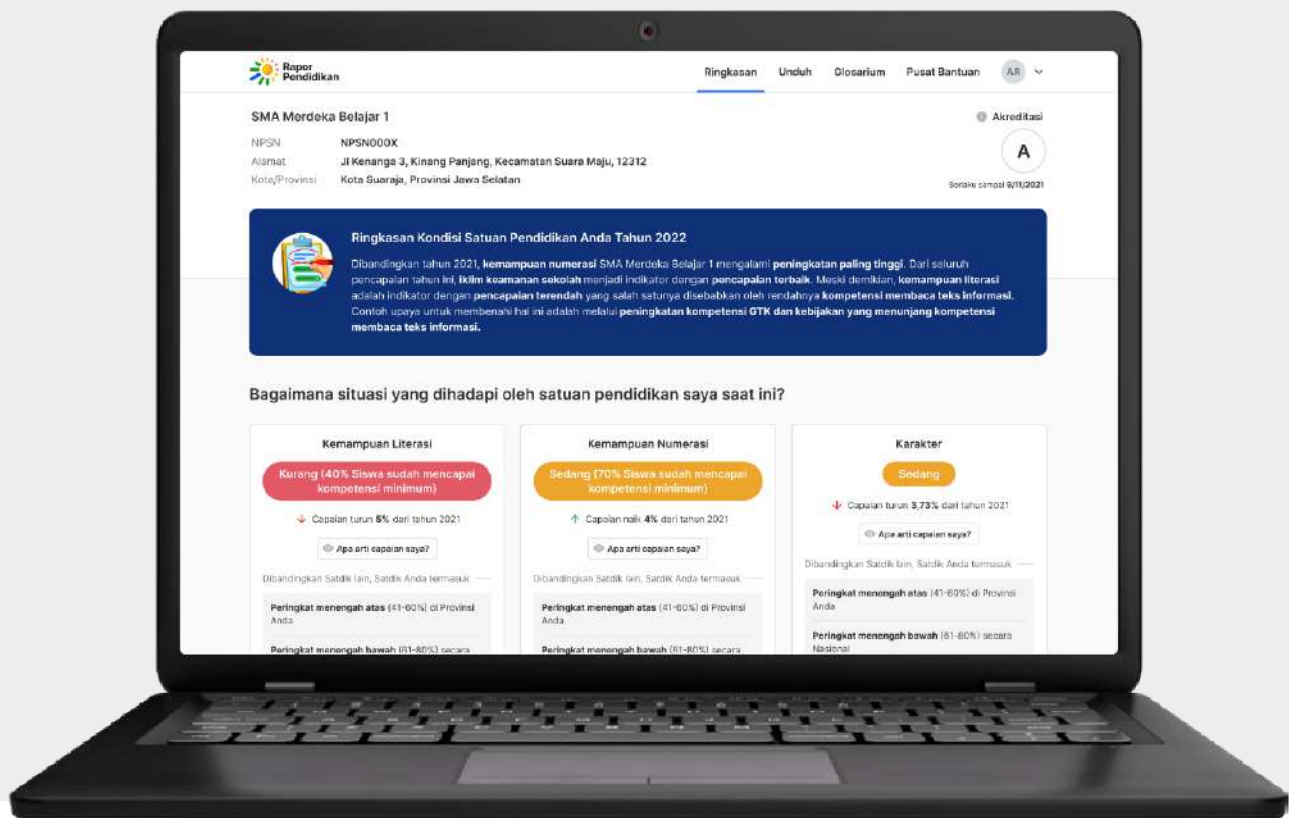 Rapor
Pendidikan
Ringkasan Unduh Glosarium Pusat Bantuan AR
SMA Merdeka Belajar 1
Akreditasi
NPSN NPSN000X
A
Alamat Jl Kenanga 3, Kinang Panjang, Kecamatan Suara Maju, 12312
Kota/Provinsi Kota Suaraja, Provinsi Jawa Selatan
Berlaku sampai 9/11/2021
Ringkasan Kondisi Satuan Pendidikan Anda Tahun 2022
Dibandingkan tahun 2021, kemampuan numerasi SMA Merdeka Belajar 1 mengalami peningkatan paling tinggi. Dari seluruh
pencapaian tahun ini, iklim keamanan sekolah menjadi indikator dengan pencapaian terbaik. Meski demikian, kemampuan literasi
adalah indikator dengan pencapaian terendah yang salah satunya disebabkan oleh rendahnya kompetensi membaca teks informasi.
Contoh upaya untuk membenahi hal ini adalah melalui peningkatan kompetensi GTK dan kebijakan yang menunjang kompetensi
membaca teks informasi.
Bagaimana situasi yang dihadapi oleh satuan pendidikan saya saat ini?
Kemampuan Literasi
Kurang (40% Siswa sudah mencapai
kompetensi minimum)
Capaian turun 5% dari tahun 2021
Apa arti capaian saya?
Dibandingkan Satdik lain, Satdik Anda termasuk
Peringkat menengah atas (41-60%) di Provinsi
Anda
Peringkat menengah bawah (61-80%) secara
Kemampuan Numerasi
Sedang (70% Siswa sudah mencapai
kompetensi minimum)
Capaian naik 4% dari tahun 2021
Apa arti capaian saya?
Dibandingkan Satdik lain, Satdik Anda termasuk
Peringkat menengah atas (41-60%) di Provinsi
Anda
Peringkat menengah bawah (61-80%) secara
Karakter
Sedang
Capaian turun 3,73% dari tahun 2021
Apa arti capaian saya?
Dibandingkan Satdik lain, Satdik Anda termasuk
Peringkat menengah atas (41-60%) di Provinsi
Anda
Peringkat menengah bawah (61-80%) secara
Nasional